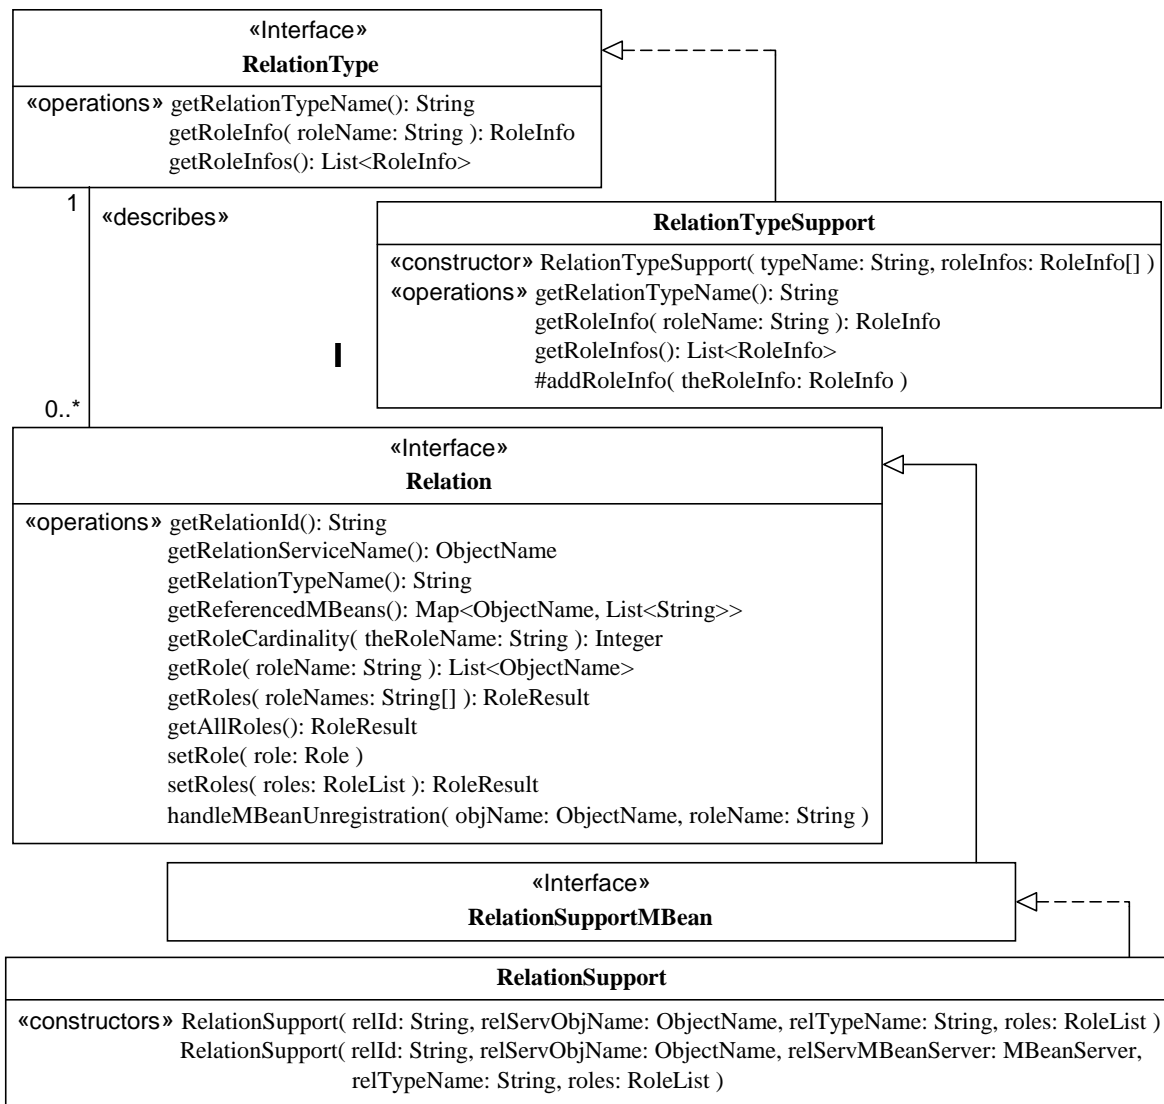 «Interface»
RelationType
«operations» getRelationTypeName(): String
getRoleInfo( roleName: String ): RoleInfo
getRoleInfos(): List<RoleInfo>
1
«describes»
RelationTypeSupport
«constructor» RelationTypeSupport( typeName: String, roleInfos: RoleInfo[] )
«operations» getRelationTypeName(): String
getRoleInfo( roleName: String ): RoleInfo
getRoleInfos(): List<RoleInfo>
#addRoleInfo( theRoleInfo: RoleInfo )
0..*
«Interface»
Relation
«operations» getRelationId(): String
getRelationServiceName(): ObjectName
getRelationTypeName(): String
getReferencedMBeans(): Map<ObjectName, List<String>>
getRoleCardinality( theRoleName: String ): Integer
getRole( roleName: String ): List<ObjectName>
getRoles( roleNames: String[] ): RoleResult
getAllRoles(): RoleResult
setRole( role: Role )
setRoles( roles: RoleList ): RoleResult
handleMBeanUnregistration( objName: ObjectName, roleName: String )
«Interface»
RelationSupportMBean
RelationSupport
«constructors» RelationSupport( relId: String, relServObjName: ObjectName, relTypeName: String, roles: RoleList )
RelationSupport( relId: String, relServObjName: ObjectName, relServMBeanServer: MBeanServer,
relTypeName: String, roles: RoleList )